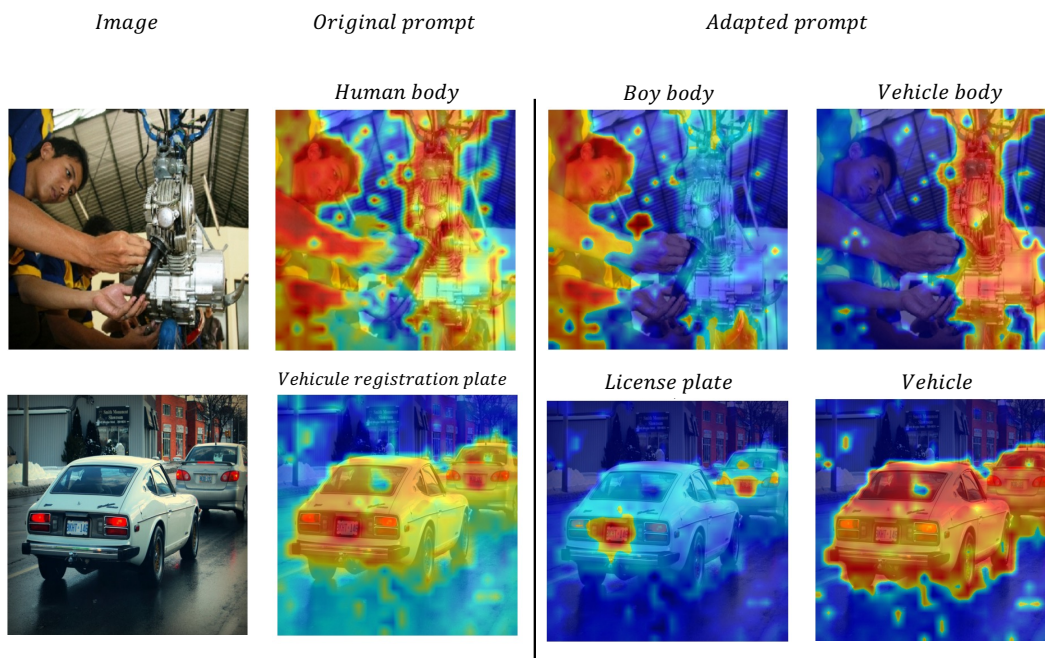 Image Original prompt Adapted prompt
Human body Boy body Vehicle body
Vehicule registration plate License plate Vehicle